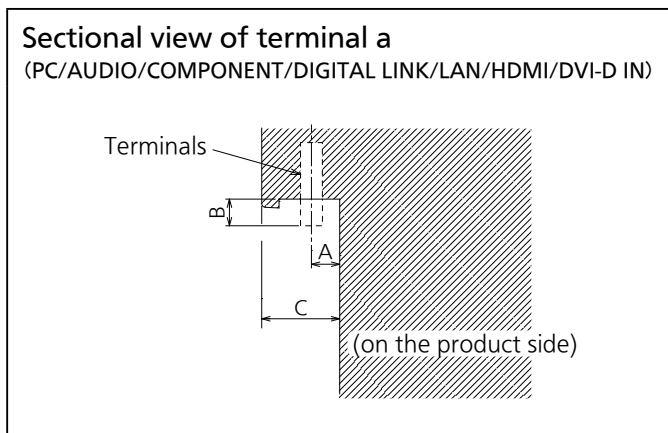 Sectional view of terminal a
(PC/AUDIO/COMPONENT/DIGITAL LINK/LAN/HDMI/DVI-D IN)
Terminals
B
A
C
(on the product side)